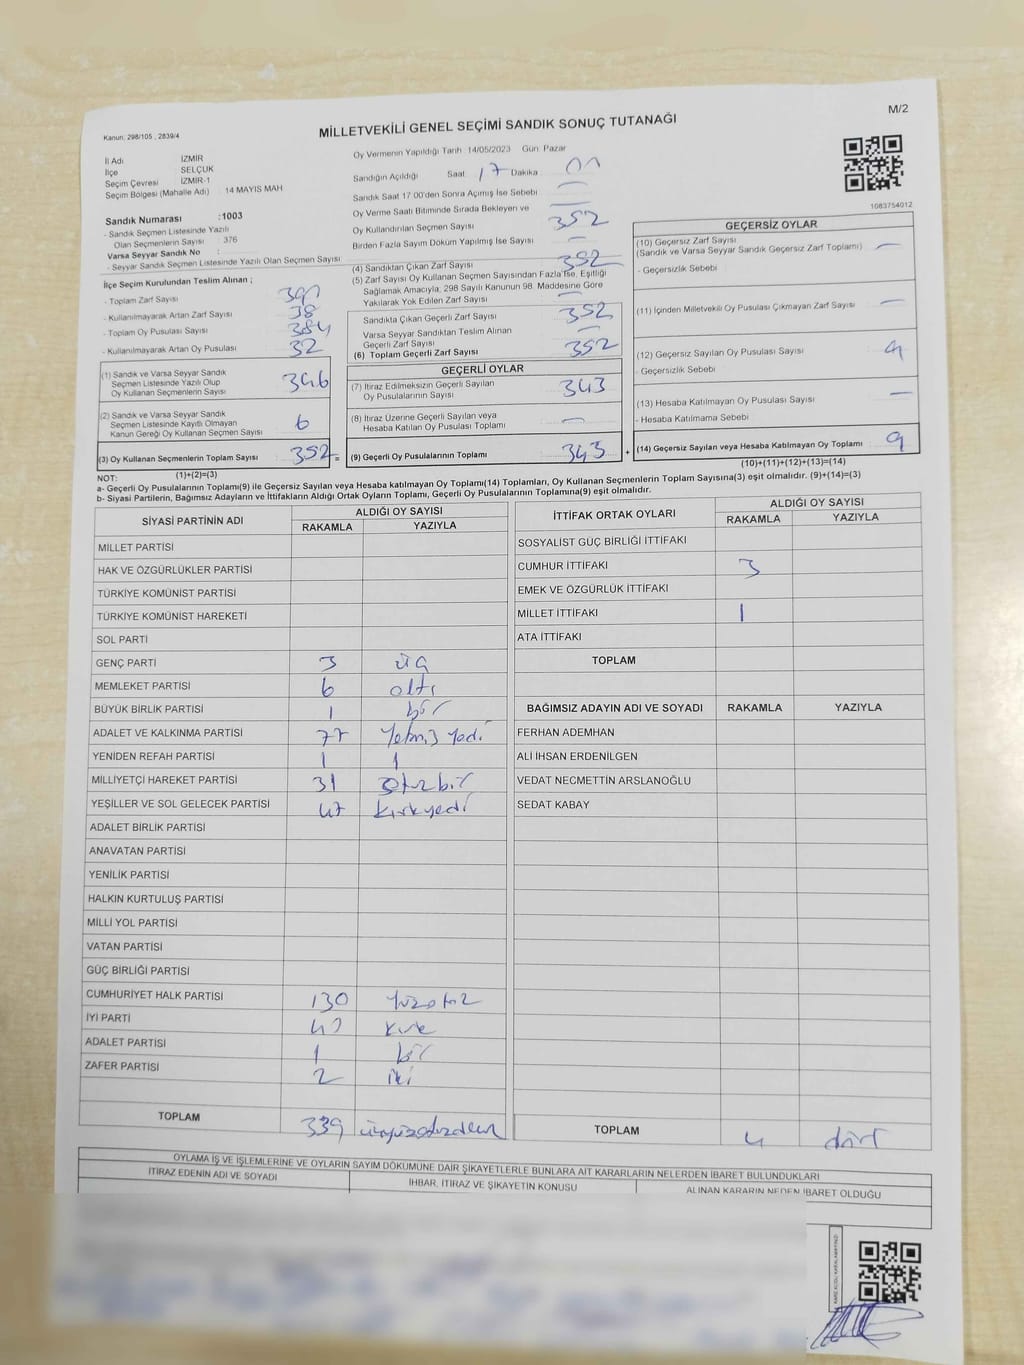 Kanun, 298/105 , 2839/4
MİLLETVEKİLİ GENEL SEÇİMİ SANDIK SONUÇ TUTANAĞI
M/2
İl Adı İZMİR
İlçe SELÇUK
Seçim Çevresi İZMİR-1
Seçim Bölgesi (Mahalle Adı) 14 MAYIS MAH
Sandık Numarası :1003
- Sandık Seçmen Listesinde Yazılı
Olan Seçmenlerin Sayısı : 376
Varsa Seyyar Sandık No :
- Seyyar Sandık Seçmen Listesinde Yazılı Olan Seçmen Sayısı
Oy Vermenin Yapıldığı Tarih :14/05/2023 Gün: Pazar
Sandığın Açıldığı Saat 17 Dakika 00
Sandık Saat 17.00'den Sonra Açılmış İse Sebebi —
Oy Verme Saati Bitiminde Sırada Bekleyen ve
Oy Kullandırılan Seçmen Sayısı 352
Birden Fazla Sayım Döküm Yapılmış İse Sayısı —
1083754012
İlçe Seçim Kurulundan Teslim Alınan ;
- Toplam Zarf Sayısı 390
- Kullanılmayarak Artan Zarf Sayısı 38
- Toplam Oy Pusulası Sayısı 384
- Kullanılmayarak Artan Oy Pusulası 32
(1) Sandık ve Varsa Seyyar Sandık
Seçmen Listesinde Yazılı Olup
Oy Kullanan Seçmenlerin Sayısı 346
(2) Sandık ve Varsa Seyyar Sandık
Seçmen Listesinde Kayıtlı Olmayan
Kanun Gereği Oy Kullanan Seçmen Sayısı 6
(3) Oy Kullanan Seçmenlerin Toplam Sayısı 352 =
(1)+(2)=(3)
(4) Sandıktan Çıkan Zarf Sayısı 352
(5) Zarf Sayısı Oy Kullanan Seçmen Sayısından Fazla İse, Eşitliği
Sağlamak Amacıyla, 298 Sayılı Kanunun 98. Maddesine Göre
Yakılarak Yok Edilen Zarf Sayısı —
Sandıkta Çıkan Geçerli Zarf Sayısı 352
Varsa Seyyar Sandıktan Teslim Alınan
Geçerli Zarf Sayısı —
(6) Toplam Geçerli Zarf Sayısı 352
GEÇERLİ OYLAR
(7) İtiraz Edilmeksizin Geçerli Sayılan
Oy Pusulalarının Sayısı 343
(8) İtiraz Üzerine Geçerli Sayılan veya
Hesaba Katılan Oy Pusulası Toplamı —
(9) Geçerli Oy Pusulalarının Toplamı 343 +
GEÇERSİZ OYLAR
(10) Geçersiz Zarf Sayısı
(Sandık ve Varsa Seyyar Sandık Geçersiz Zarf Toplamı) —
- Geçersizlik Sebebi
(11) İçinden Milletvekili Oy Pusulası Çıkmayan Zarf Sayısı —
(12) Geçersiz Sayılan Oy Pusulası Sayısı 9
- Geçersizlik Sebebi
(13) Hesaba Katılmayan Oy Pusulası Sayısı —
- Hesaba Katılmama Sebebi
(14) Geçersiz Sayılan veya Hesaba Katılmayan Oy Toplamı 9
(10)+(11)+(12)+(13)=(14)
NOT:
a- Geçerli Oy Pusulalarının Toplamı(9) ile Geçersiz Sayılan veya Hesaba katılmayan Oy Toplamı(14) Toplamları, Oy Kullanan Seçmenlerin Toplam Sayısına(3) eşit olmalıdır. (9)+(14)=(3)
b- Siyasi Partilerin, Bağımsız Adayların ve İttifakların Aldığı Ortak Oyların Toplamı, Geçerli Oy Pusulalarının Toplamına(9) eşit olmalıdır.
SİYASİ PARTİNİN ADI ALDIĞI OY SAYISI
RAKAMLA YAZIYLA
MİLLET PARTİSİ
HAK VE ÖZGÜRLÜKLER PARTİSİ
TÜRKİYE KOMÜNİST PARTİSİ
TÜRKİYE KOMÜNİST HAREKETİ
SOL PARTİ
GENÇ PARTİ 3 üç
MEMLEKET PARTİSİ 6 altı
BÜYÜK BİRLİK PARTİSİ 1 bir
ADALET VE KALKINMA PARTİSİ 77 Yetmiş Yedi
YENİDEN REFAH PARTİSİ 1 1
MİLLİYETÇİ HAREKET PARTİSİ 31 otuzbir
YEŞİLLER VE SOL GELECEK PARTİSİ 47 kırkyedi
ADALET BİRLİK PARTİSİ
ANAVATAN PARTİSİ
YENİLİK PARTİSİ
HALKIN KURTULUŞ PARTİSİ
MİLLİ YOL PARTİSİ
VATAN PARTİSİ
GÜÇ BİRLİĞİ PARTİSİ
CUMHURİYET HALK PARTİSİ 130 Yüzotuz
İYİ PARTİ 40 kırk
ADALET PARTİSİ 1 bir
ZAFER PARTİSİ 2 iki
TOPLAM 339
İTTİFAK ORTAK OYLARI ALDIĞI OY SAYISI
RAKAMLA YAZIYLA
SOSYALİST GÜÇ BİRLİĞİ İTTİFAKI
CUMHUR İTTİFAKI 3
EMEK VE ÖZGÜRLÜK İTTİFAKI
MİLLET İTTİFAKI 1
ATA İTTİFAKI
TOPLAM
BAĞIMSIZ ADAYIN ADI VE SOYADI RAKAMLA YAZIYLA
FERHAN ADEMHAN
ALİ İHSAN ERDENİLGEN
VEDAT NECMETTİN ARSLANOĞLU
SEDAT KABAY
TOPLAM 4 dört
OYLAMA İŞ VE İŞLEMLERİNE VE OYLARIN SAYIM DÖKÜMÜNE DAİR ŞİKAYETLERLE BUNLARA AİT KARARLARIN NELERDEN İBARET BULUNDUKLARI
İTİRAZ EDENİN ADI VE SOYADI İHBAR, İTİRAZ VE ŞİKAYETİN KONUSU ALINAN KARARIN NEDEN İBARET OLDUĞU